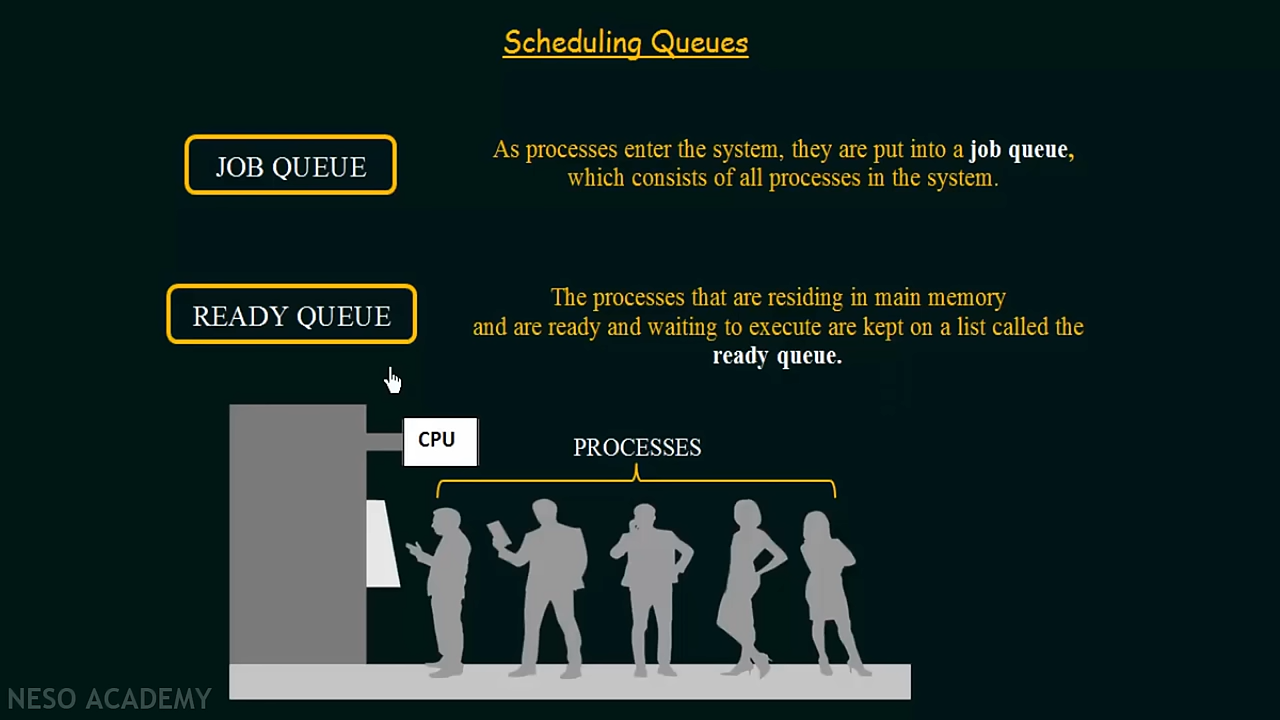 Scheduling Queues
JOB QUEUE
As processes enter the system, they are put into a job queue,
which consists of all processes in the system.
READY QUEUE
The processes that are residing in main memory
and are ready and waiting to execute are kept on a list called the
ready queue.
CPU
PROCESSES
NESO ACADEMY